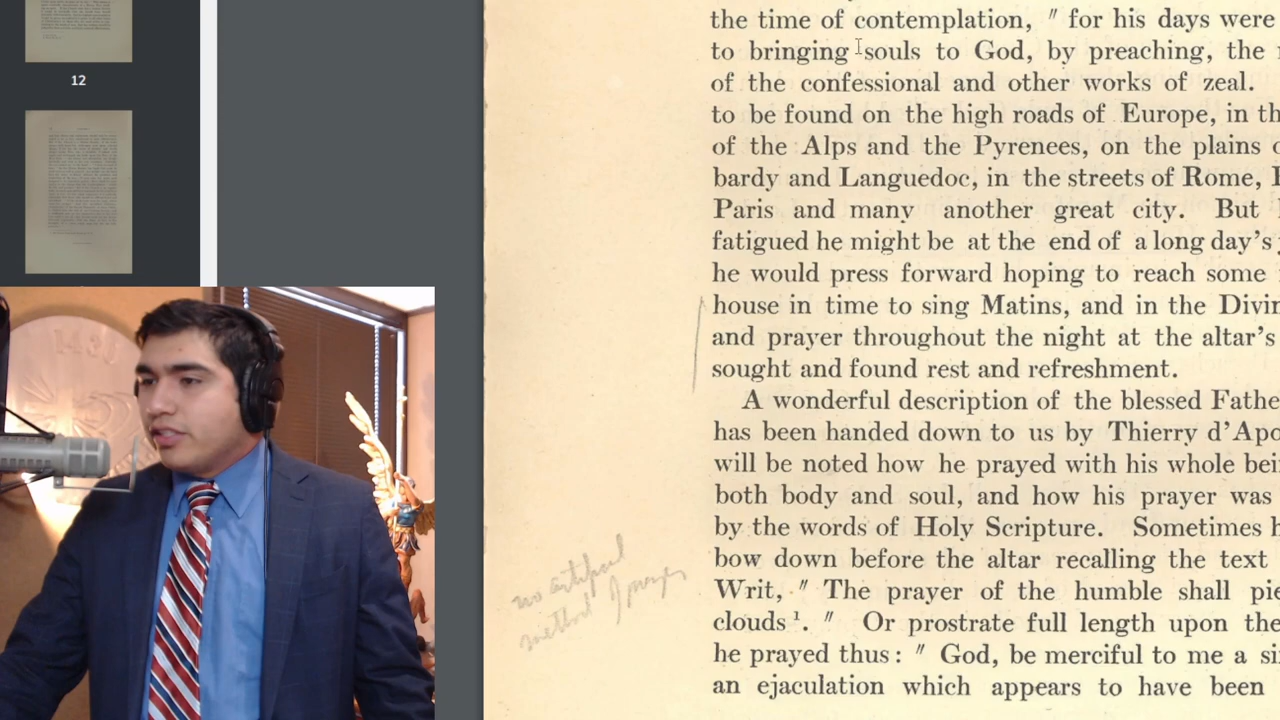 12
the time of contemplation, " for his days were
to bringing souls to God, by preaching, the
of the confessional and other works of zeal.
to be found on the high roads of Europe, in th
of the Alps and the Pyrenees, on the plains
bardy and Languedoc, in the streets of Rome,
Paris and many another great city. But
fatigued he might be at the end of a long day's
he would press forward hoping to reach some
house in time to sing Matins, and in the Divin
and prayer throughout the night at the altar's
sought and found rest and refreshment.
A wonderful description of the blessed Fathe
has been handed down to us by Thierry d'Apo
will be noted how he prayed with his whole bei
both body and soul, and how his prayer was
by the words of Holy Scripture. Sometimes h
bow down before the altar recalling the text
Writ, " The prayer of the humble shall pie
clouds ¹. " Or prostrate full length upon the
he prayed thus: " God, be merciful to me a si
an ejaculation which appears to have been
no artificial
method of prayer